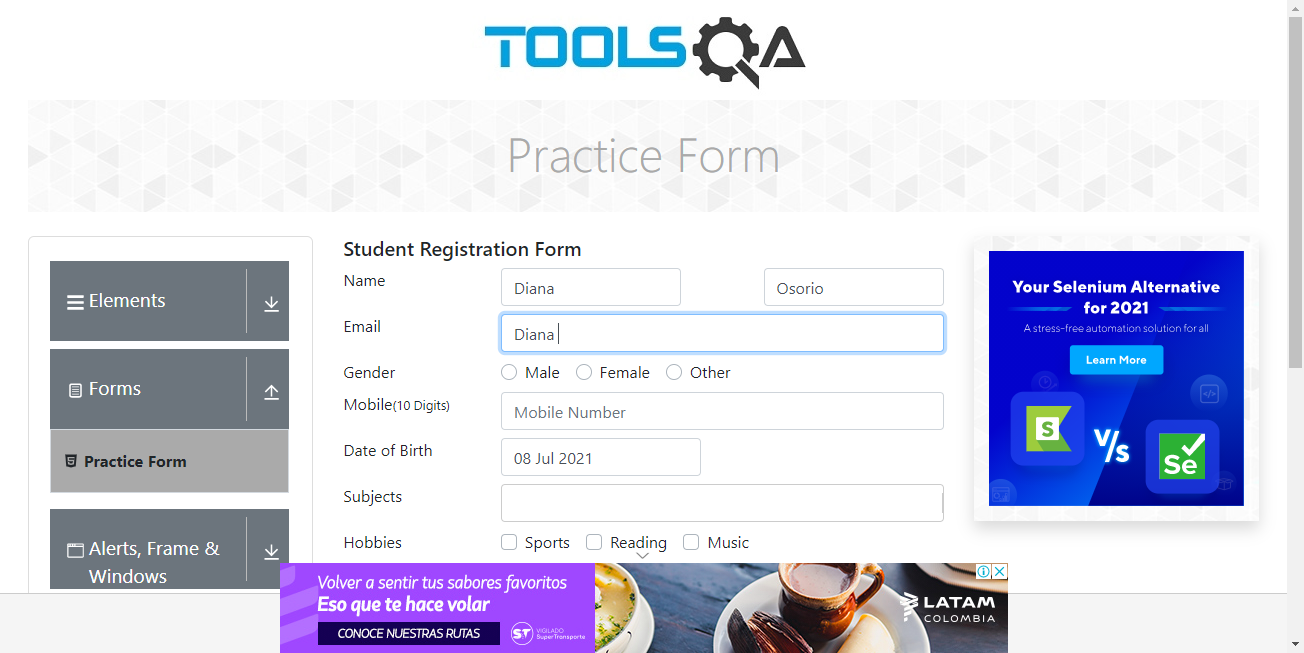 TOOLSQA
Practice Form
Elements
Forms
Practice Form
Alerts, Frame &
Windows
Student Registration Form
Name
Diana
Osorio
Email
Diana
Gender
Male
Female
Other
Mobile(10 Digits)
Mobile Number
Date of Birth
08 Jul 2021
Subjects
Hobbies
Sports
Reading
Music
Your Selenium Alternative
for 2021
A stress-free automation solution for all
Learn More
S
V/s
Se
Volver a sentir tus sabores favoritos
Eso que te hace volar
CONOCE NUESTRAS RUTAS
ST
VIGILADO
SuperTransporte
LATAM
COLOMBIA